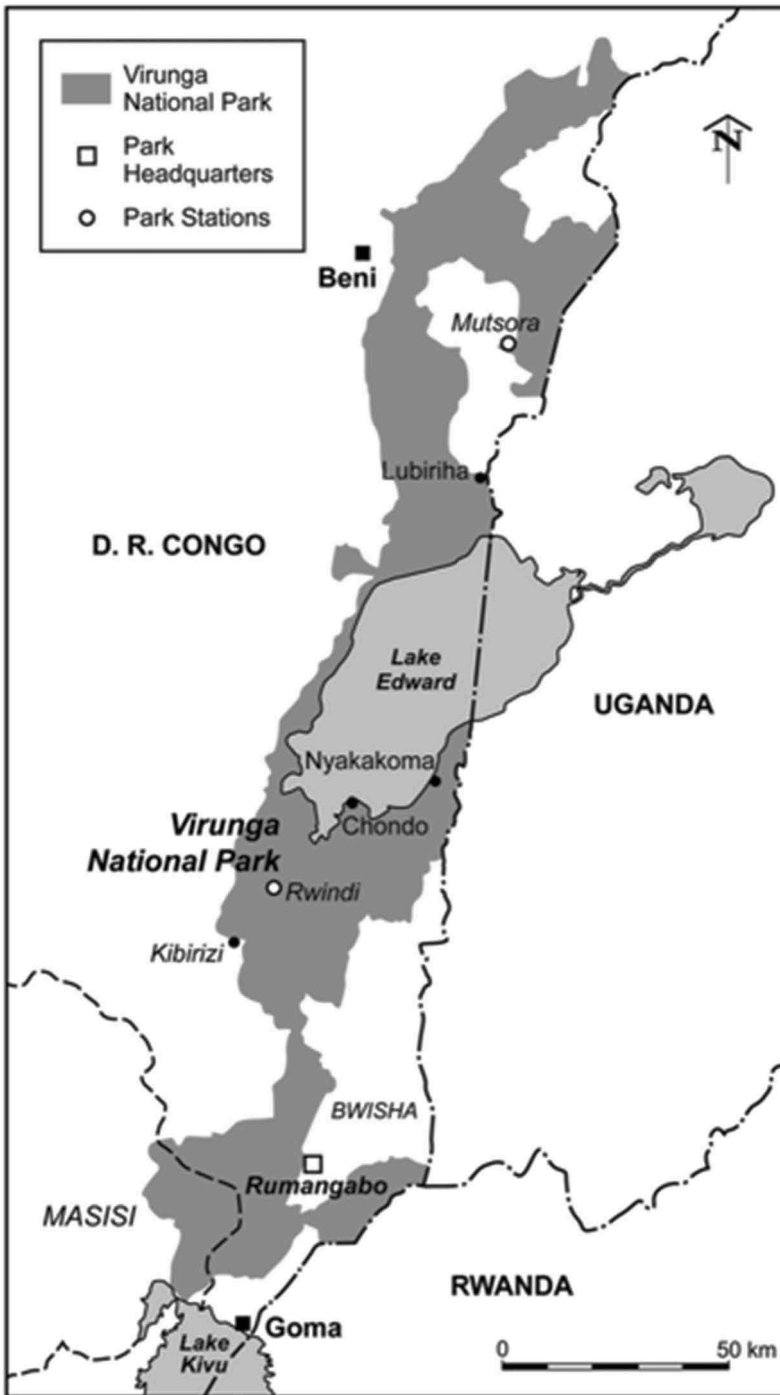 Virunga
National Park
Park
Headquarters
Park Stations
N
Beni
Mutsora
Lubiriha
D. R. CONGO
Lake
Edward
UGANDA
Nyakakoma
Chondo
Virunga
National Park
Rwindi
Kibirizi
BWISHA
Rumangabo
MASISI
RWANDA
Goma
Lake
Kivu
0 50 km